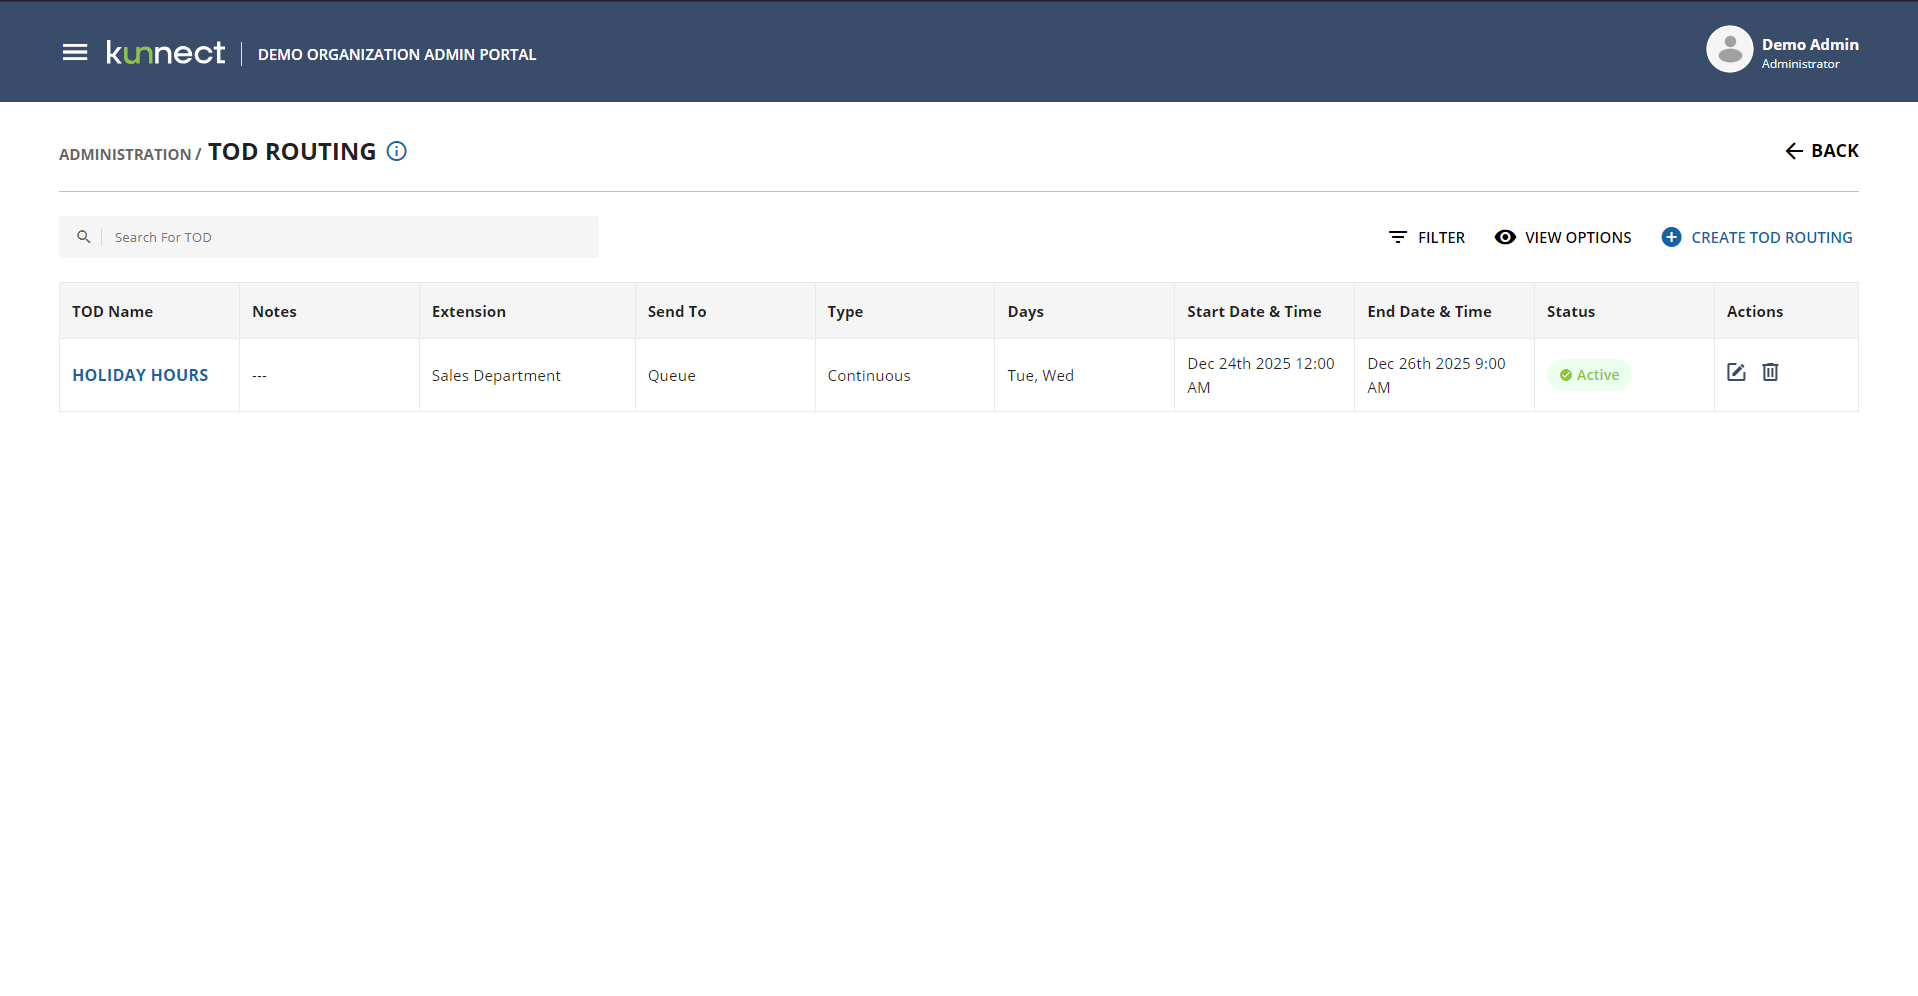 kunnect
DEMO ORGANIZATION ADMIN PORTAL
Demo Admin
Administrator
ADMINISTRATION / TOD ROUTING
BACK
Search For TOD
FILTER
VIEW OPTIONS
CREATE TOD ROUTING
TOD Name
Notes
Extension
Send To
Type
Days
Start Date & Time
End Date & Time
Status
Actions
HOLIDAY HOURS
---
Sales Department
Queue
Continuous
Tue, Wed
Dec 24th 2025 12:00
AM
Dec 26th 2025 9:00
AM
Active